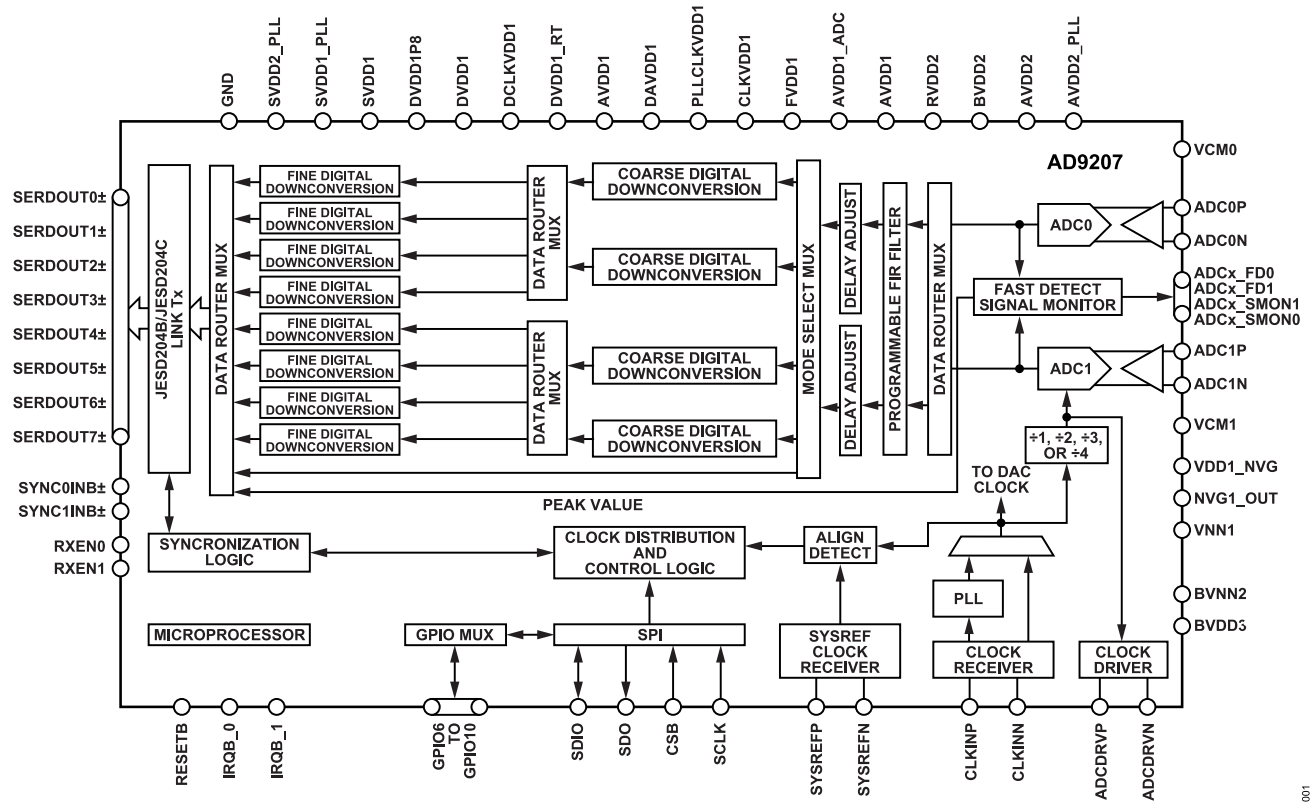 GND
SVDD2_PLL
SVDD1_PLL
SVDD1
DVDD1P8
DVDD1
DCLKVDD1
DVDD1_RT
AVDD1
DAVDD1
PLLCLKVDD1
CLKVDD1
FVDD1
AVDD1_ADC
AVDD1
RVDD2
BVDD2
AVDD2
AVDD2_PLL
AD9207
SERDOUT0±
SERDOUT1±
SERDOUT2±
SERDOUT3±
SERDOUT4±
SERDOUT5±
SERDOUT6±
SERDOUT7±
SYNC0INB±
SYNC1INB±
RXEN0
RXEN1
JESD204B/JESD204C
LINK Tx
DATA ROUTER MUX
FINE DIGITAL
DOWNCONVERSION
FINE DIGITAL
DOWNCONVERSION
FINE DIGITAL
DOWNCONVERSION
FINE DIGITAL
DOWNCONVERSION
FINE DIGITAL
DOWNCONVERSION
FINE DIGITAL
DOWNCONVERSION
FINE DIGITAL
DOWNCONVERSION
FINE DIGITAL
DOWNCONVERSION
DATA ROUTER
MUX
DATA ROUTER
MUX
COARSE DIGITAL
DOWNCONVERSION
COARSE DIGITAL
DOWNCONVERSION
COARSE DIGITAL
DOWNCONVERSION
COARSE DIGITAL
DOWNCONVERSION
MODE SELECT MUX
DELAY ADJUST
DELAY ADJUST
PROGRAMMABLE FIR FILTER
DATA ROUTER MUX
ADC0
FAST DETECT
SIGNAL MONITOR
ADC1
VCM0
ADC0P
ADC0N
ADCx_FD0
ADCx_FD1
ADCx_SMON1
ADCx_SMON0
ADC1P
ADC1N
VCM1
VDD1_NVG
NVG1_OUT
VNN1
BVNN2
BVDD3
÷1, ÷2, ÷3,
OR ÷4
TO DAC
CLOCK
PEAK VALUE
SYNCRONIZATION
LOGIC
CLOCK DISTRIBUTION
AND
CONTROL LOGIC
ALIGN
DETECT
PLL
MICROPROCESSOR
GPIO MUX
SPI
SYSREF
CLOCK
RECEIVER
CLOCK
RECEIVER
CLOCK
DRIVER
RESETB
IRQB_0
IRQB_1
GPIO6
TO
GPIO10
SDIO
SDO
CSB
SCLK
SYSREFP
SYSREFN
CLKINP
CLKINN
ADCDRVP
ADCDRVN
001